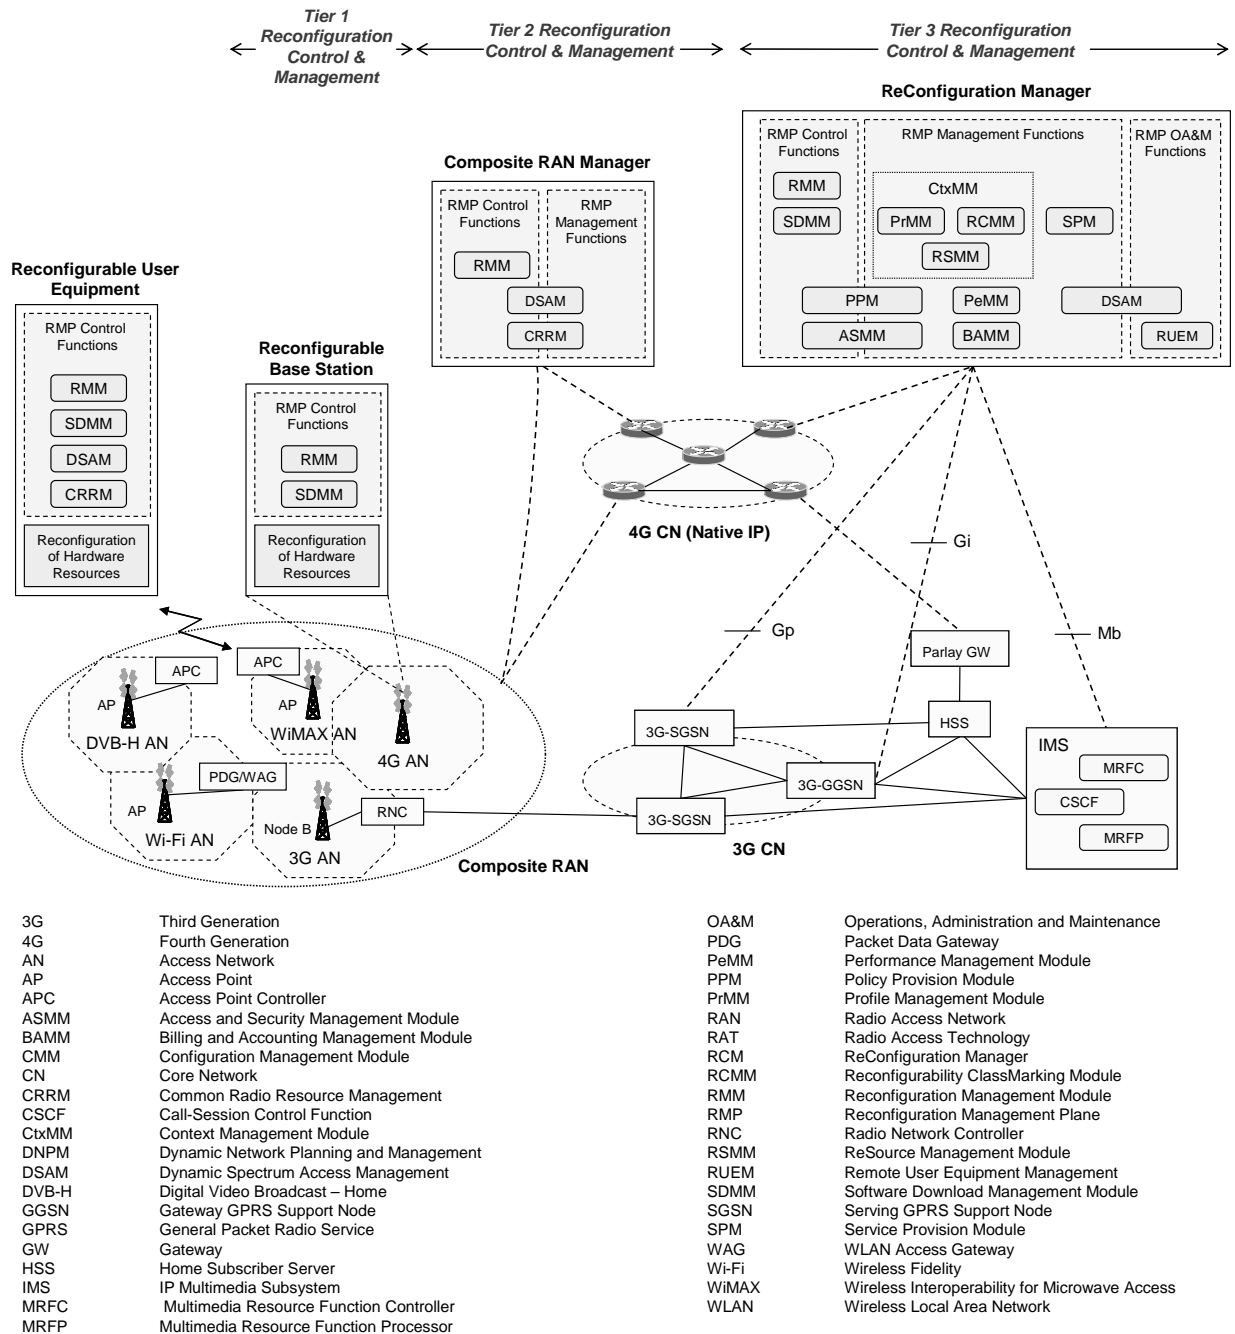 Tier 1
Reconfiguration
Control &
Management
Tier 2 Reconfiguration
Control & Management
Tier 3 Reconfiguration
Control & Management
ReConfiguration Manager
RMP Control
Functions
RMM
SDMM
RMP Management Functions
CtxMM
PrMM
RCMM
RSMM
SPM
RMP OA&M
Functions
PPM
PeMM
DSAM
ASMM
BAMM
RUEM
Composite RAN Manager
RMP Control
Functions
RMP
Management
Functions
RMM
DSAM
CRRM
Reconfigurable User
Equipment
RMP Control
Functions
RMM
SDMM
DSAM
CRRM
Reconfiguration
of Hardware
Resources
Reconfigurable
Base Station
RMP Control
Functions
RMM
SDMM
Reconfiguration
of Hardware
Resources
4G CN (Native IP)
Gi
Gp
Mb
APC
AP
DVB-H AN
APC
AP
WiMAX AN
4G AN
PDG/WAG
AP
Wi-Fi AN
Node B
3G AN
RNC
Composite RAN
Parlay GW
HSS
3G-SGSN
3G-GGSN
3G-SGSN
3G CN
IMS
MRFC
CSCF
MRFP
3G Third Generation
4G Fourth Generation
AN Access Network
AP Access Point
APC Access Point Controller
ASMM Access and Security Management Module
BAMM Billing and Accounting Management Module
CMM Configuration Management Module
CN Core Network
CRRM Common Radio Resource Management
CSCF Call-Session Control Function
CtxMM Context Management Module
DNPM Dynamic Network Planning and Management
DSAM Dynamic Spectrum Access Management
DVB-H Digital Video Broadcast – Home
GGSN Gateway GPRS Support Node
GPRS General Packet Radio Service
GW Gateway
HSS Home Subscriber Server
IMS IP Multimedia Subsystem
MRFC Multimedia Resource Function Controller
MRFP Multimedia Resource Function Processor
OA&M Operations, Administration and Maintenance
PDG Packet Data Gateway
PeMM Performance Management Module
PPM Policy Provision Module
PrMM Profile Management Module
RAN Radio Access Network
RAT Radio Access Technology
RCM ReConfiguration Manager
RCMM Reconfigurability ClassMarking Module
RMM Reconfiguration Management Module
RMP Reconfiguration Management Plane
RNC Radio Network Controller
RSMM ReSource Management Module
RUEM Remote User Equipment Management
SDMM Software Download Management Module
SGSN Serving GPRS Support Node
SPM Service Provision Module
WAG WLAN Access Gateway
Wi-Fi Wireless Fidelity
WiMAX Wireless Interoperability for Microwave Access
WLAN Wireless Local Area Network